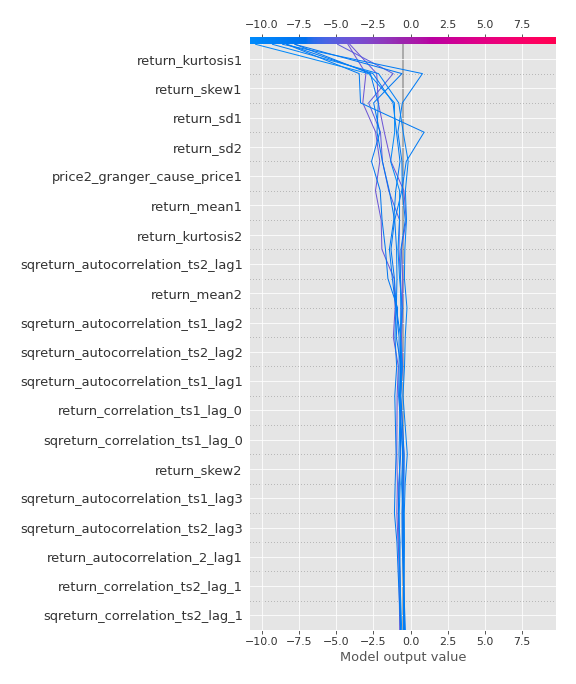 −10.0 −7.5 −5.0 −2.5 0.0 2.5 5.0 7.5
return_kurtosis1
return_skew1
return_sd1
return_sd2
price2_granger_cause_price1
return_mean1
return_kurtosis2
sqreturn_autocorrelation_ts2_lag1
return_mean2
sqreturn_autocorrelation_ts1_lag2
sqreturn_autocorrelation_ts2_lag2
sqreturn_autocorrelation_ts1_lag1
return_correlation_ts1_lag_0
sqreturn_correlation_ts1_lag_0
return_skew2
sqreturn_autocorrelation_ts1_lag3
sqreturn_autocorrelation_ts2_lag3
return_autocorrelation_2_lag1
return_correlation_ts2_lag_1
sqreturn_correlation_ts2_lag_1
−10.0 −7.5 −5.0 −2.5 0.0 2.5 5.0 7.5
Model output value